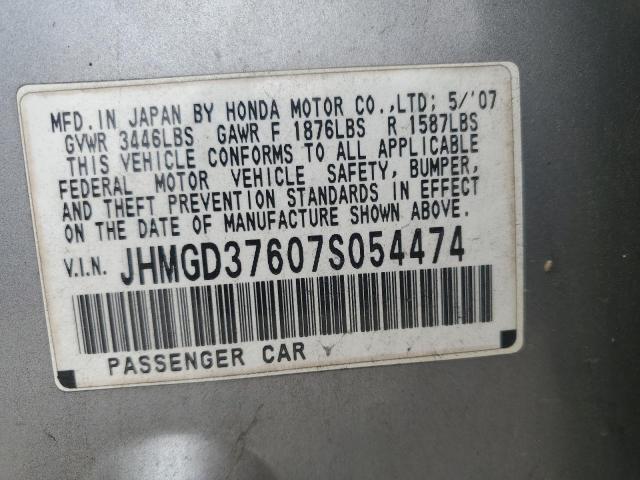 MFD. IN JAPAN BY HONDA MOTOR CO.,LTD; 5/'07
GVWR 3446LBS GAWR F 1876LBS R 1587LBS
THIS VEHICLE CONFORMS TO ALL APPLICABLE
FEDERAL MOTOR VEHICLE SAFETY, BUMPER,
AND THEFT PREVENTION STANDARDS IN EFFECT
ON THE DATE OF MANUFACTURE SHOWN ABOVE.
V.I.N. JHMGD37607S054474
PASSENGER CAR